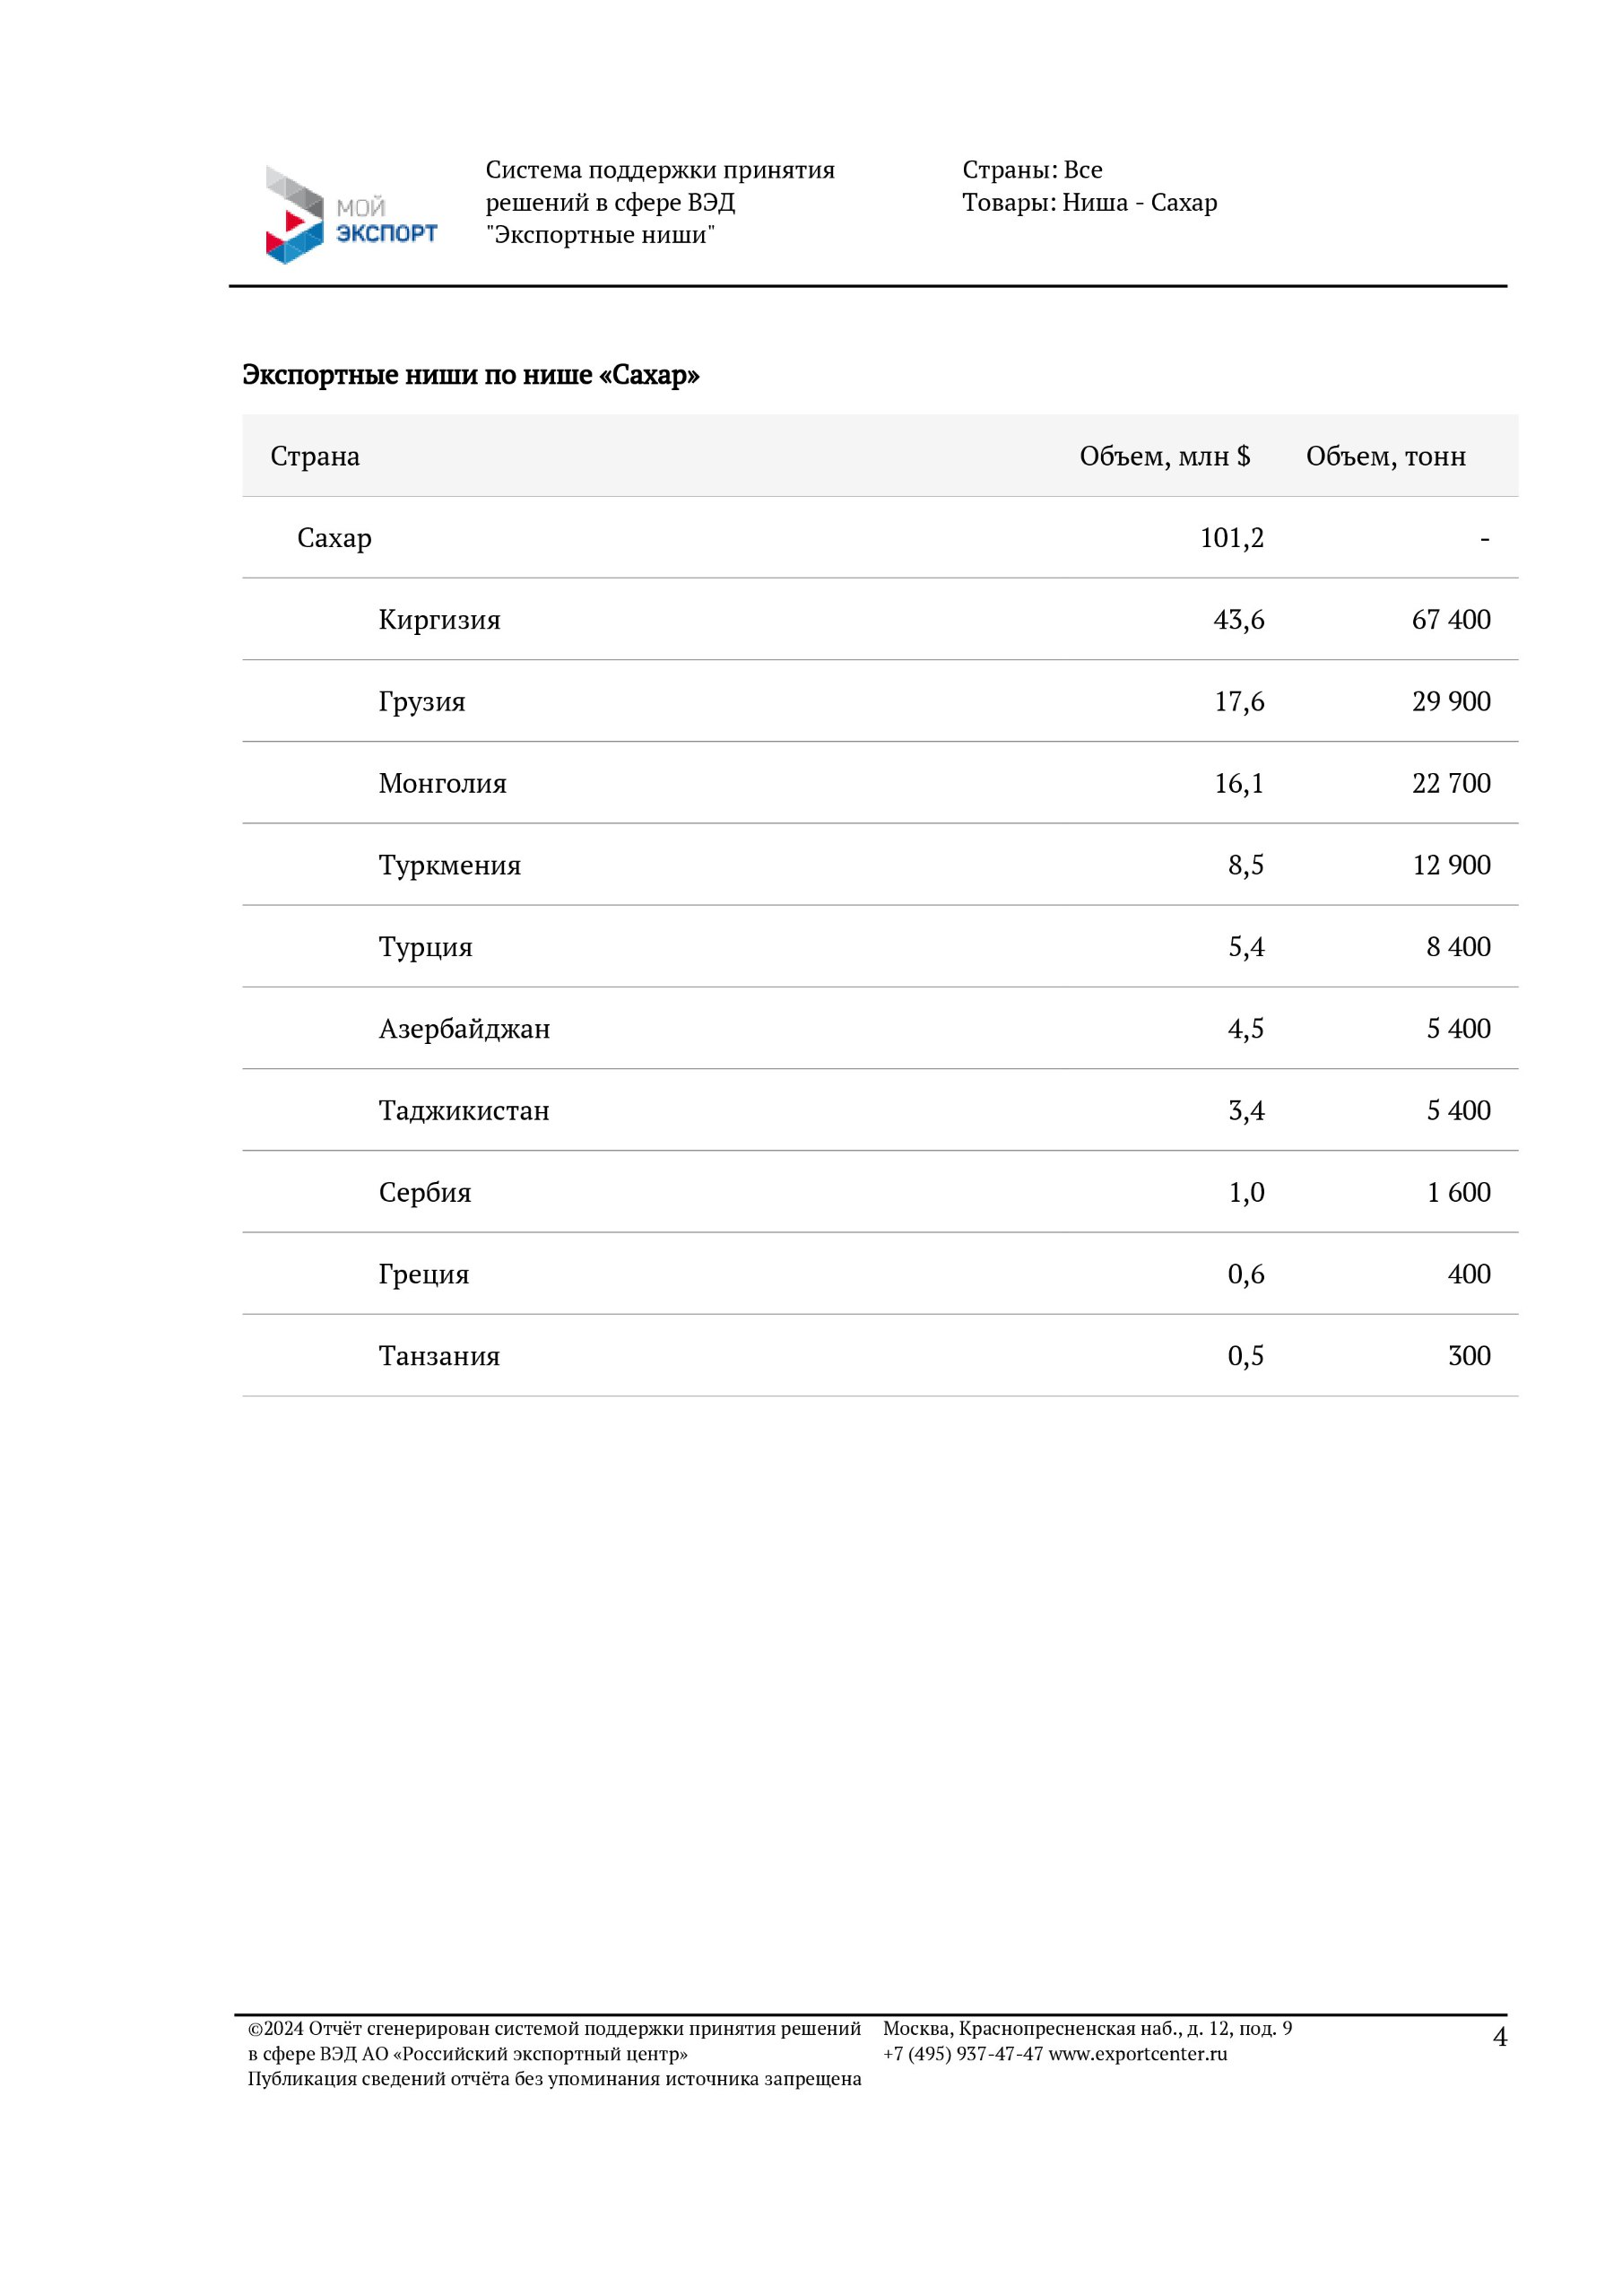 МОЙ
ЭКСПОРТ
Система поддержки принятия
решений в сфере ВЭД
"Экспортные ниши"
Страны: Все
Товары: Ниша - Сахар
Экспортные ниши по нише «Сахар»
Страна Объем, млн $ Объем, тонн
Сахар 101,2 -
Киргизия 43,6 67 400
Грузия 17,6 29 900
Монголия 16,1 22 700
Туркмения 8,5 12 900
Турция 5,4 8 400
Азербайджан 4,5 5 400
Таджикистан 3,4 5 400
Сербия 1,0 1 600
Греция 0,6 400
Танзания 0,5 300
©2024 Отчёт сгенерирован системой поддержки принятия решений
в сфере ВЭД АО «Российский экспортный центр»
Публикация сведений отчёта без упоминания источника запрещена
Москва, Краснопресненская наб., д. 12, под. 9
+7 (495) 937-47-47 www.exportcenter.ru
4